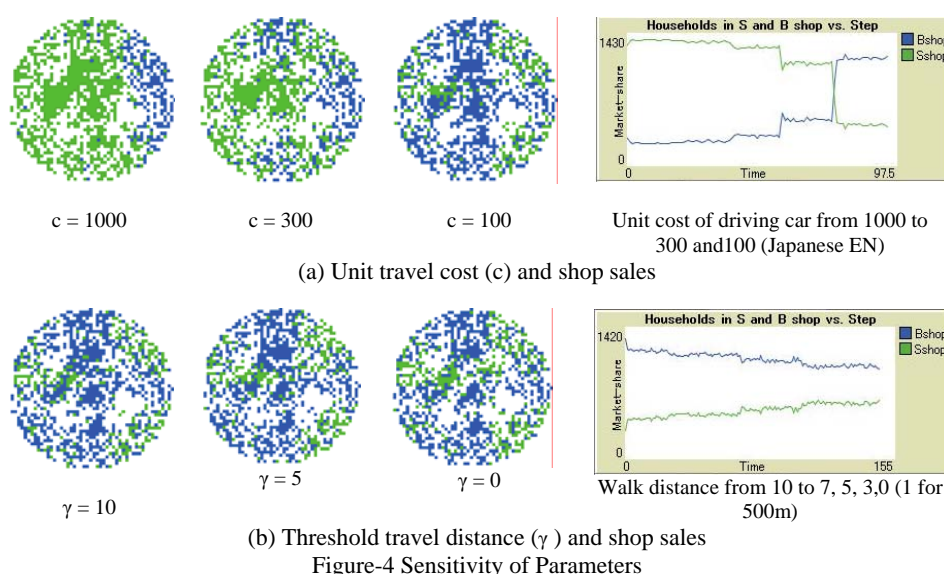 Households in S and B shop vs. Step
1430
Market-share
0
0
Time
97.5
Bshop
Sshop
c = 1000
c = 300
c = 100
Unit cost of driving car from 1000 to
300 and100 (Japanese EN)
(a) Unit travel cost (c) and shop sales
Households in S and B shop vs. Step
1420
Market-share
0
0
Time
155
Bshop
Sshop
γ = 10
γ = 5
γ = 0
Walk distance from 10 to 7, 5, 3,0 (1 for
500m)
(b) Threshold travel distance (γ ) and shop sales
Figure-4 Sensitivity of Parameters